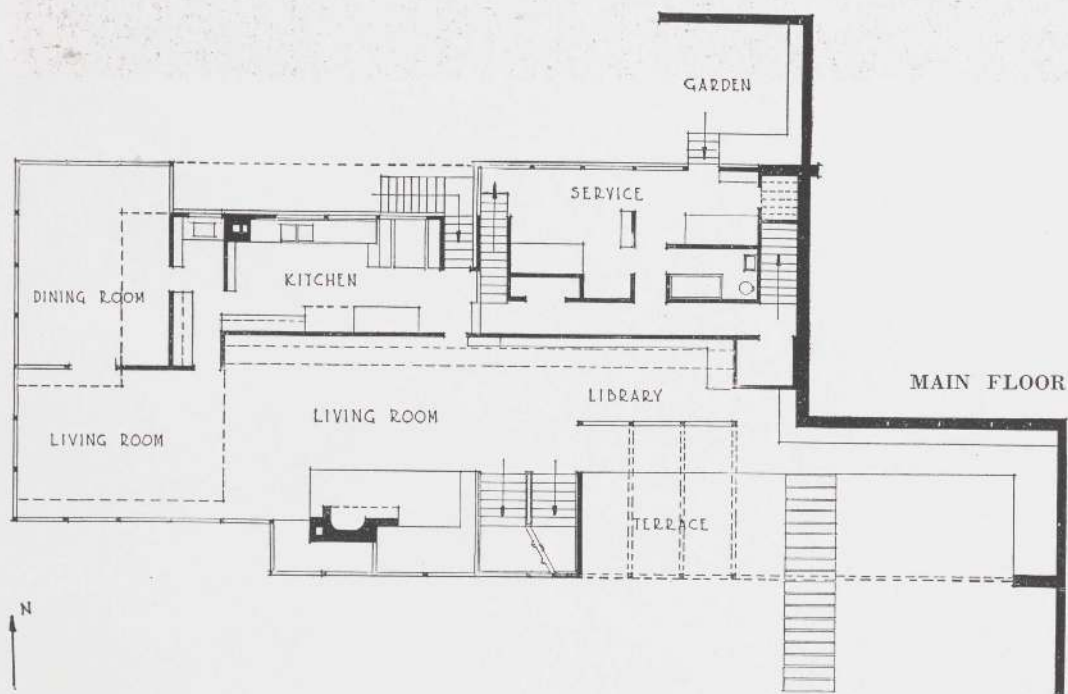 GARDEN
SERVICE
KITCHEN
DINING ROOM
MAIN FLOOR
LIBRARY
LIVING ROOM
LIVING ROOM
TERRACE
N